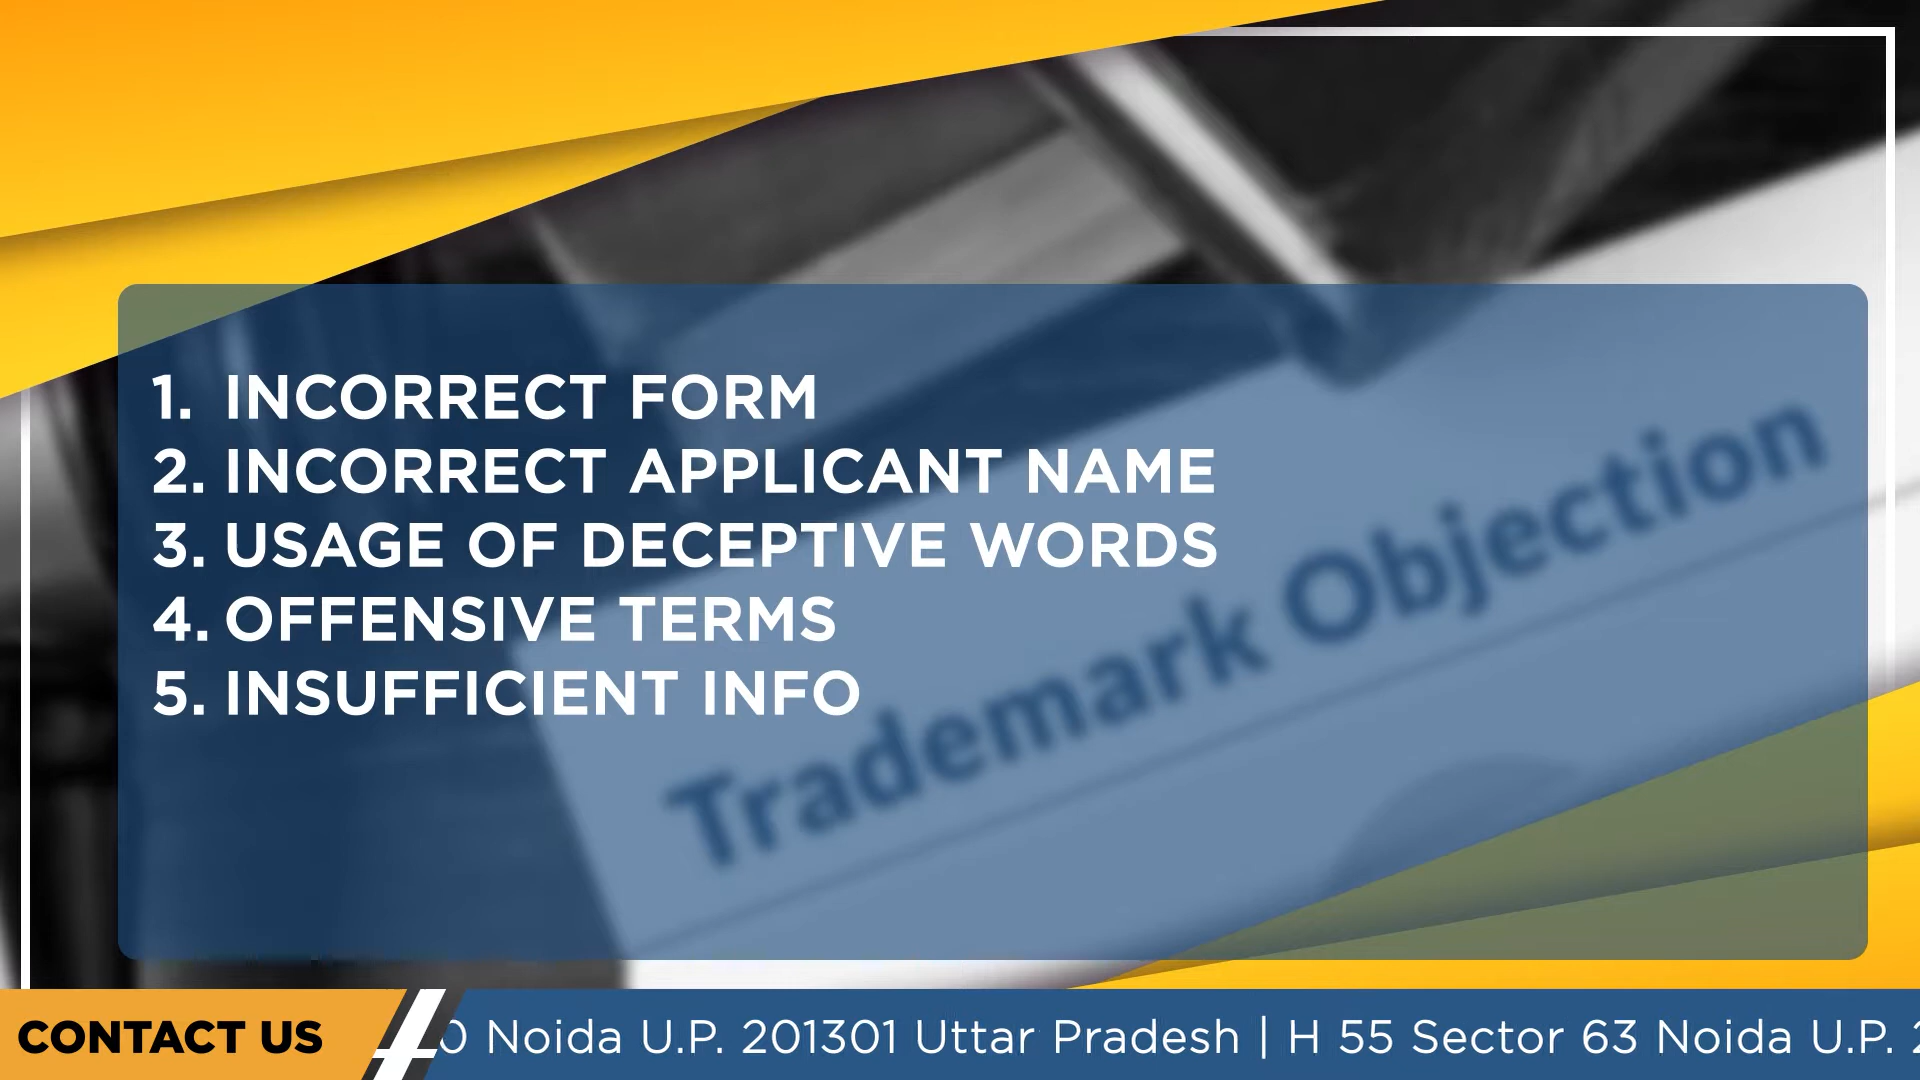 1. INCORRECT FORM
2. INCORRECT APPLICANT NAME
3. USAGE OF DECEPTIVE WORDS
4. OFFENSIVE TERMS
5. INSUFFICIENT INFO
Trademark Objection
CONTACT US
0 Noida U.P. 201301 Uttar Pradesh | H 55 Sector 63 Noida U.P.